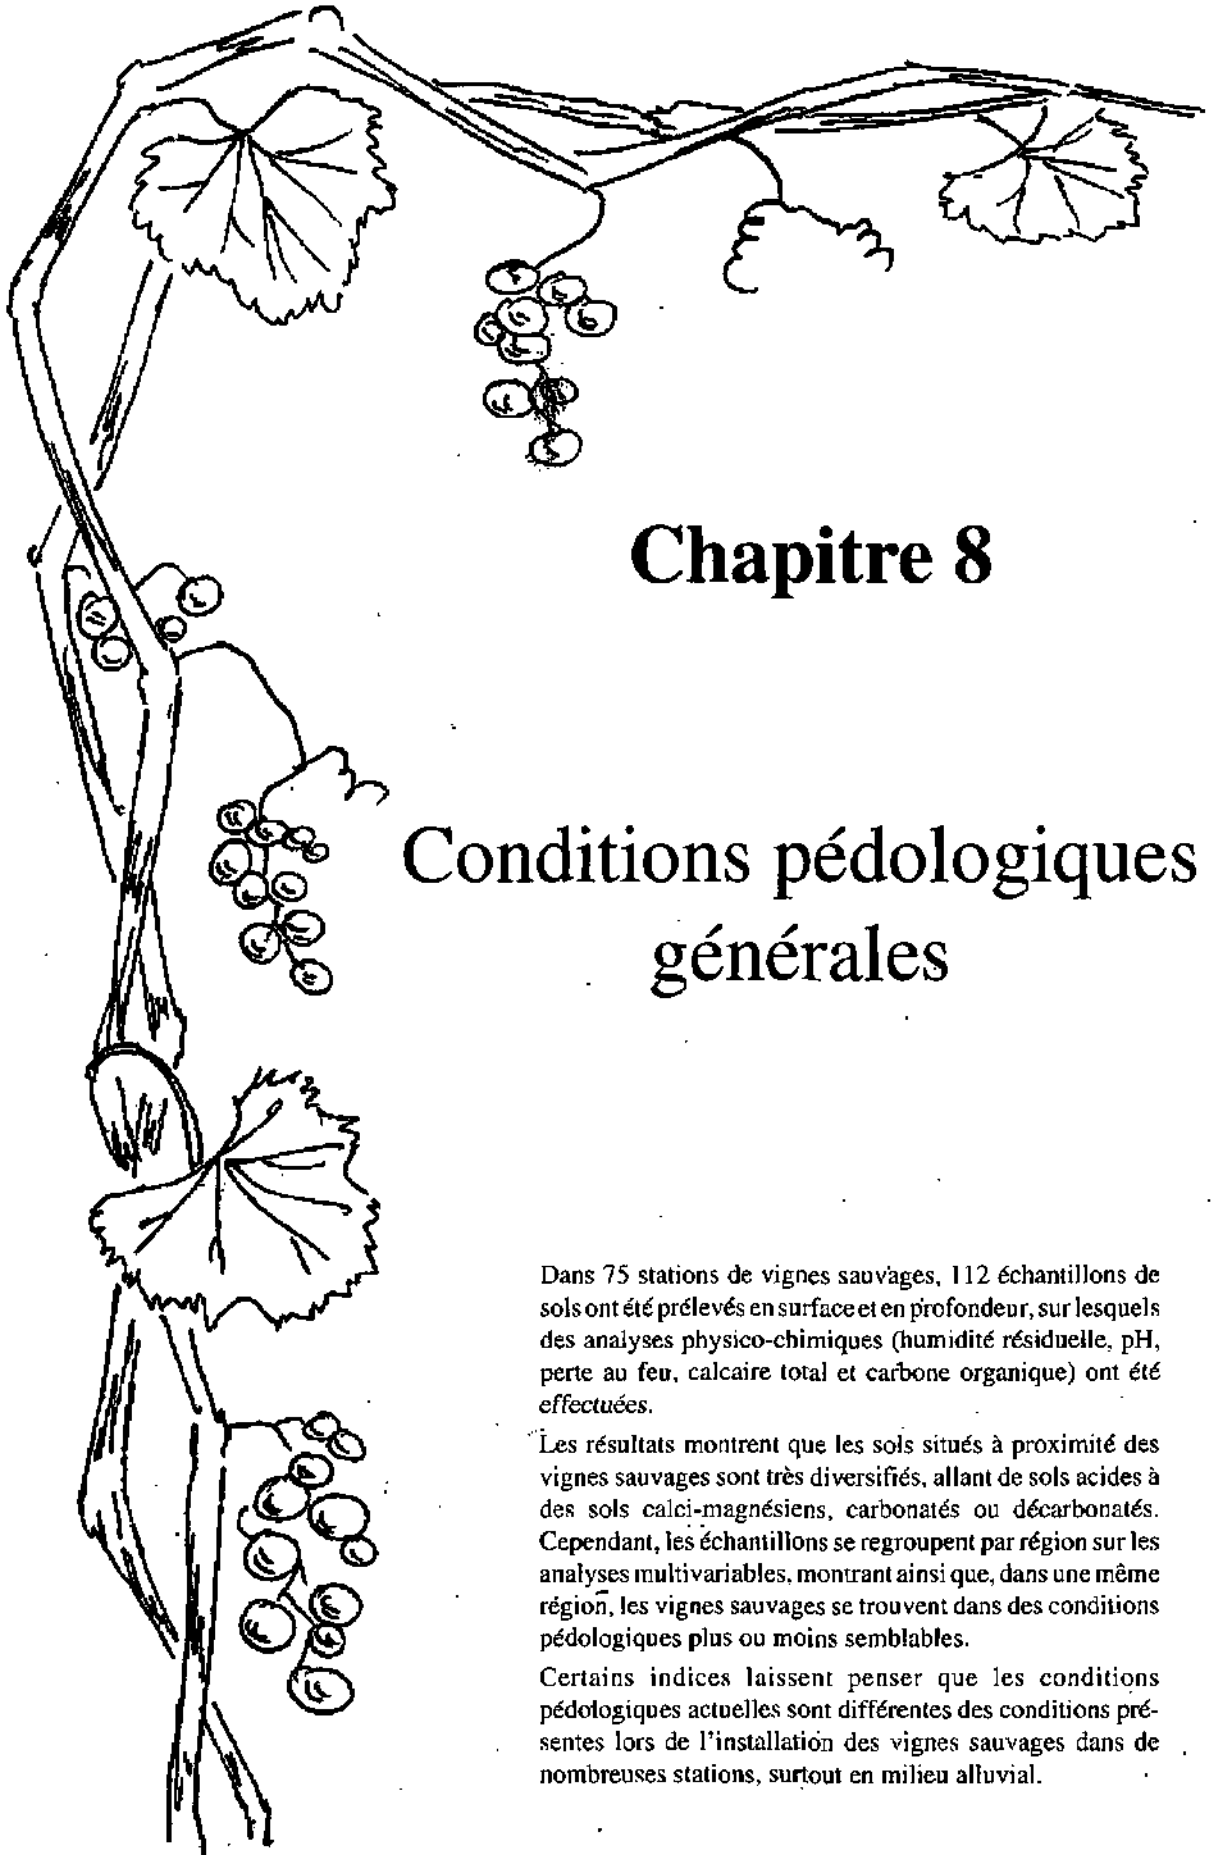 Chapitre 8
Conditions pédologiques
générales
Dans 75 stations de vignes sauvages, 112 échantillons de
sols ont été prélevés en surface et en profondeur, sur lesquels
des analyses physico-chimiques (humidité résiduelle, pH,
perte au feu, calcaire total et carbone organique) ont été
effectuées.
Les résultats montrent que les sols situés à proximité des
vignes sauvages sont très diversifiés, allant de sols acides à
des sols calci-magnésiens, carbonatés ou décarbonatés.
Cependant, les échantillons se regroupent par région sur les
analyses multivariables, montrant ainsi que, dans une même
région, les vignes sauvages se trouvent dans des conditions
pédologiques plus ou moins semblables.
Certains indices laissent penser que les conditions
pédologiques actuelles sont différentes des conditions pré-
sentes lors de l'installation des vignes sauvages dans de
nombreuses stations, surtout en milieu alluvial.